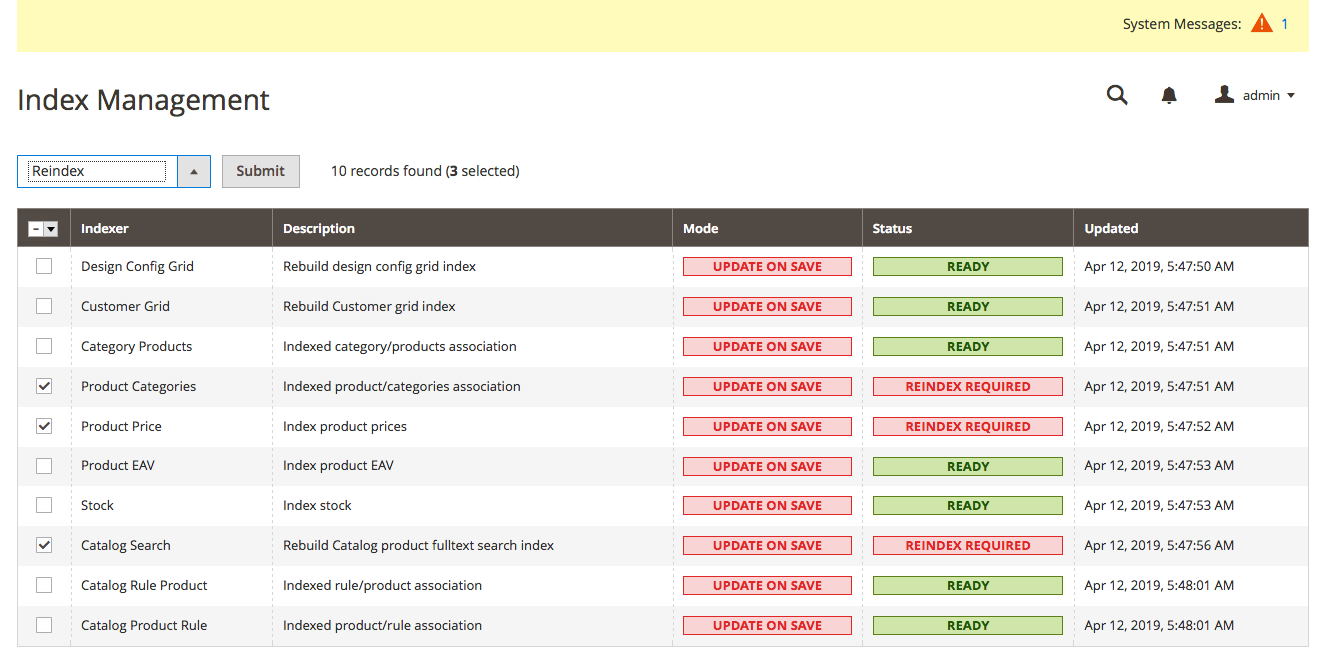 System Messages: 1
Index Management
admin
Reindex Submit 10 records found (3 selected)
Indexer Description Mode Status Updated
Design Config Grid Rebuild design config grid index UPDATE ON SAVE READY Apr 12, 2019, 5:47:50 AM
Customer Grid Rebuild Customer grid index UPDATE ON SAVE READY Apr 12, 2019, 5:47:51 AM
Category Products Indexed category/products association UPDATE ON SAVE READY Apr 12, 2019, 5:47:51 AM
Product Categories Indexed product/categories association UPDATE ON SAVE REINDEX REQUIRED Apr 12, 2019, 5:47:51 AM
Product Price Index product prices UPDATE ON SAVE REINDEX REQUIRED Apr 12, 2019, 5:47:52 AM
Product EAV Index product EAV UPDATE ON SAVE READY Apr 12, 2019, 5:47:53 AM
Stock Index stock UPDATE ON SAVE READY Apr 12, 2019, 5:47:53 AM
Catalog Search Rebuild Catalog product fulltext search index UPDATE ON SAVE REINDEX REQUIRED Apr 12, 2019, 5:47:56 AM
Catalog Rule Product Indexed rule/product association UPDATE ON SAVE READY Apr 12, 2019, 5:48:01 AM
Catalog Product Rule Indexed product/rule association UPDATE ON SAVE READY Apr 12, 2019, 5:48:01 AM